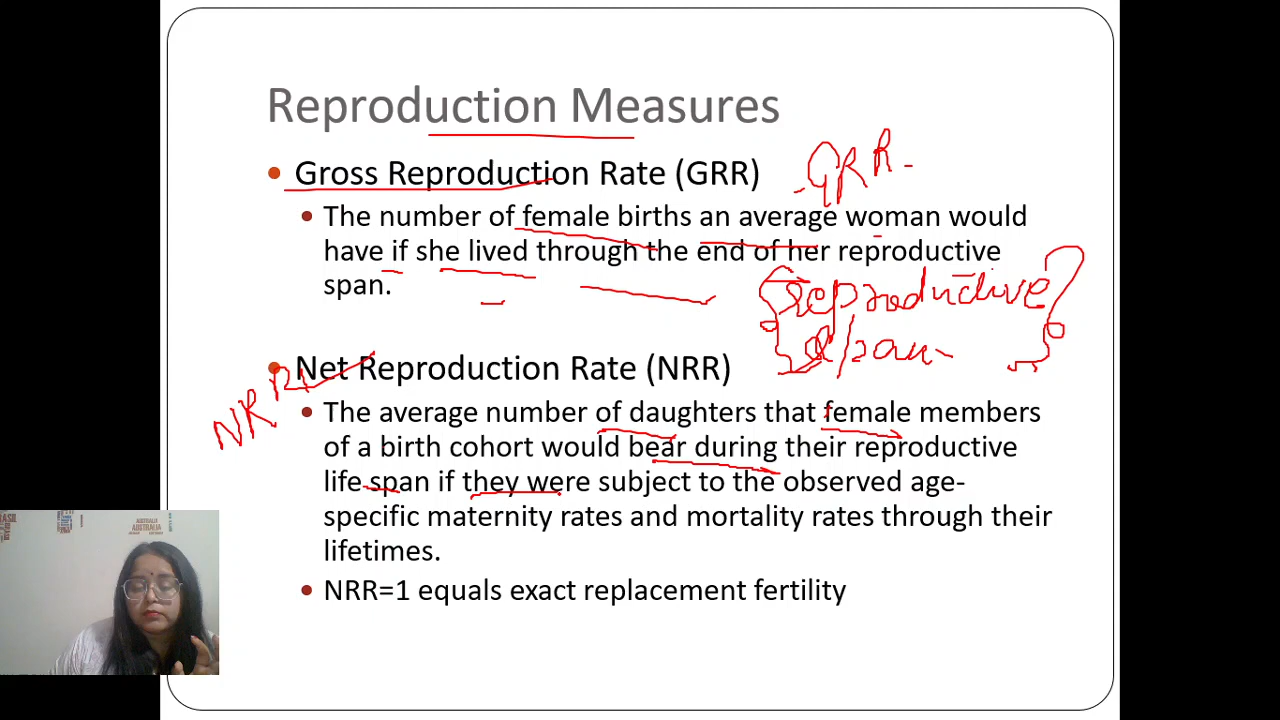 Reproduction Measures
• Gross Reproduction Rate (GRR)
GRR-
• The number of female births an average woman would
have if she lived through the end of her reproductive
span.
reproductive
span-
• Net Reproduction Rate (NRR)
NRR
• The average number of daughters that female members
of a birth cohort would bear during their reproductive
life span if they were subject to the observed age-
specific maternity rates and mortality rates through their
lifetimes.
• NRR=1 equals exact replacement fertility
AUSTRALIA